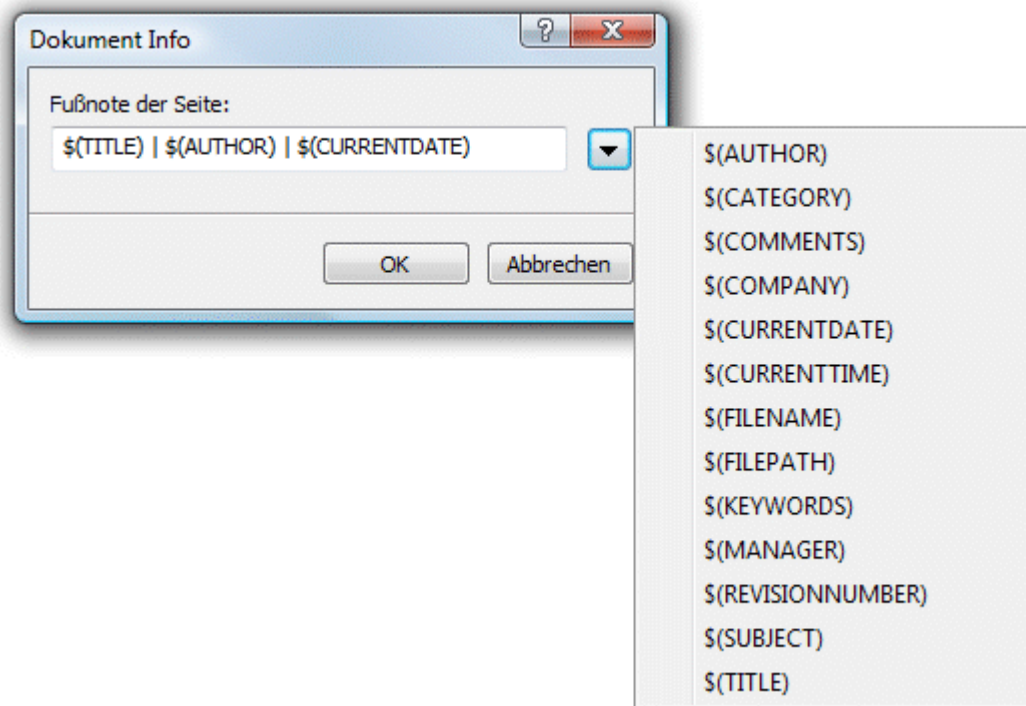 Dokument Info
Fußnote der Seite:
$(TITLE) | $(AUTHOR) | $(CURRENTDATE)
OK
Abbrechen
$(AUTHOR)
$(CATEGORY)
$(COMMENTS)
$(COMPANY)
$(CURRENTDATE)
$(CURRENTTIME)
$(FILENAME)
$(FILEPATH)
$(KEYWORDS)
$(MANAGER)
$(REVISIONNUMBER)
$(SUBJECT)
$(TITLE)